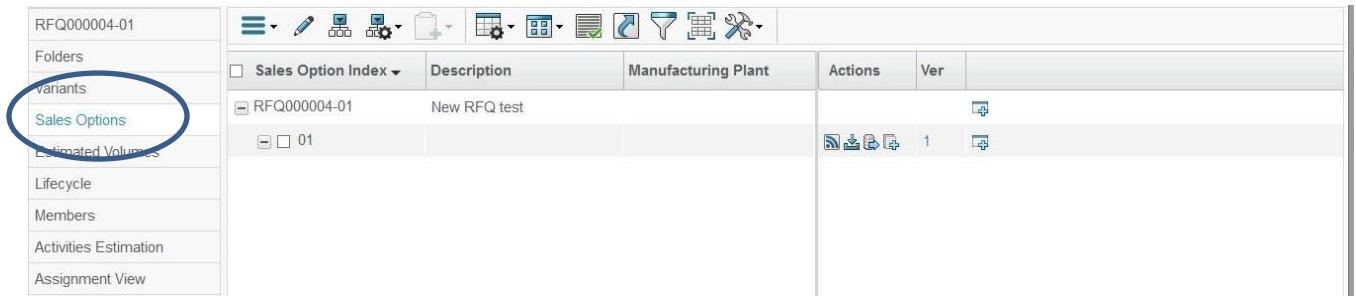 RFQ000004-01
Folders
Variants
Sales Options
Estimated Volumes
Lifecycle
Members
Activities Estimation
Assignment View
Sales Option Index Description Manufacturing Plant Actions Ver
RFQ000004-01 New RFQ test
01 1